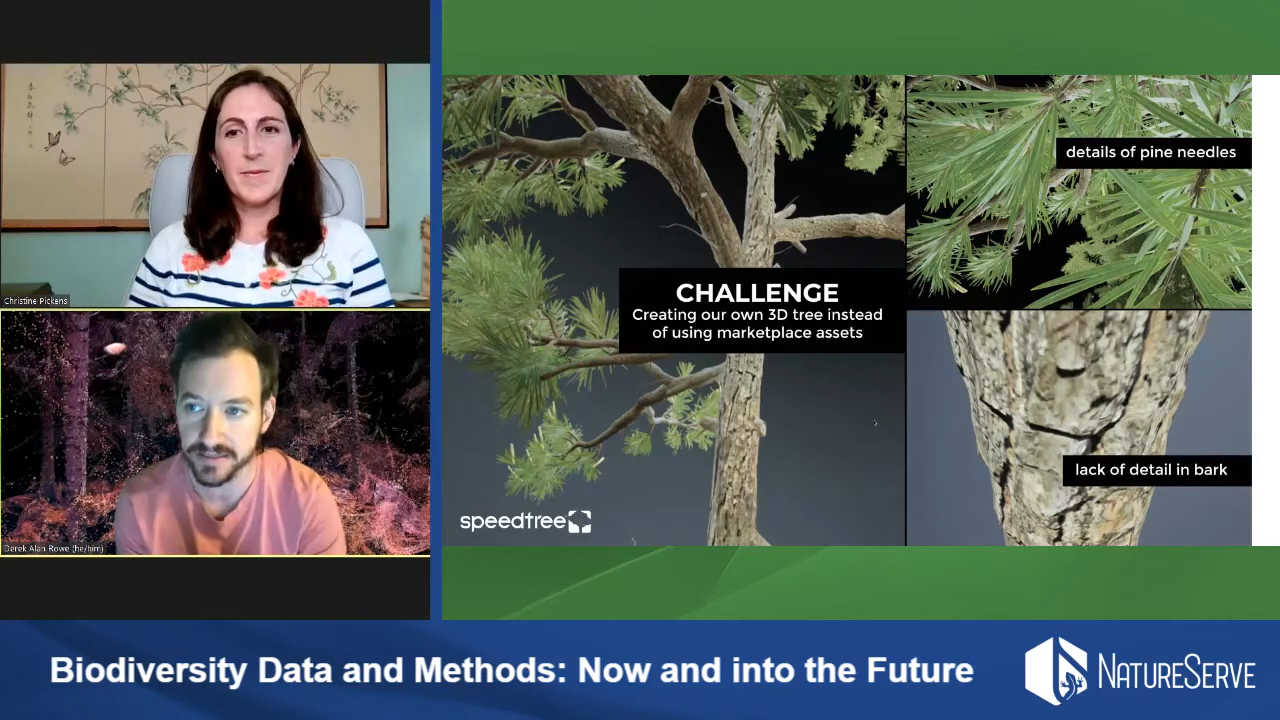 Christine Pickens
Derek Alan Rowe (he/him)
CHALLENGE
Creating our own 3D tree instead
of using marketplace assets
speedtree
details of pine needles
lack of detail in bark
Biodiversity Data and Methods: Now and into the Future
NATURESERVE